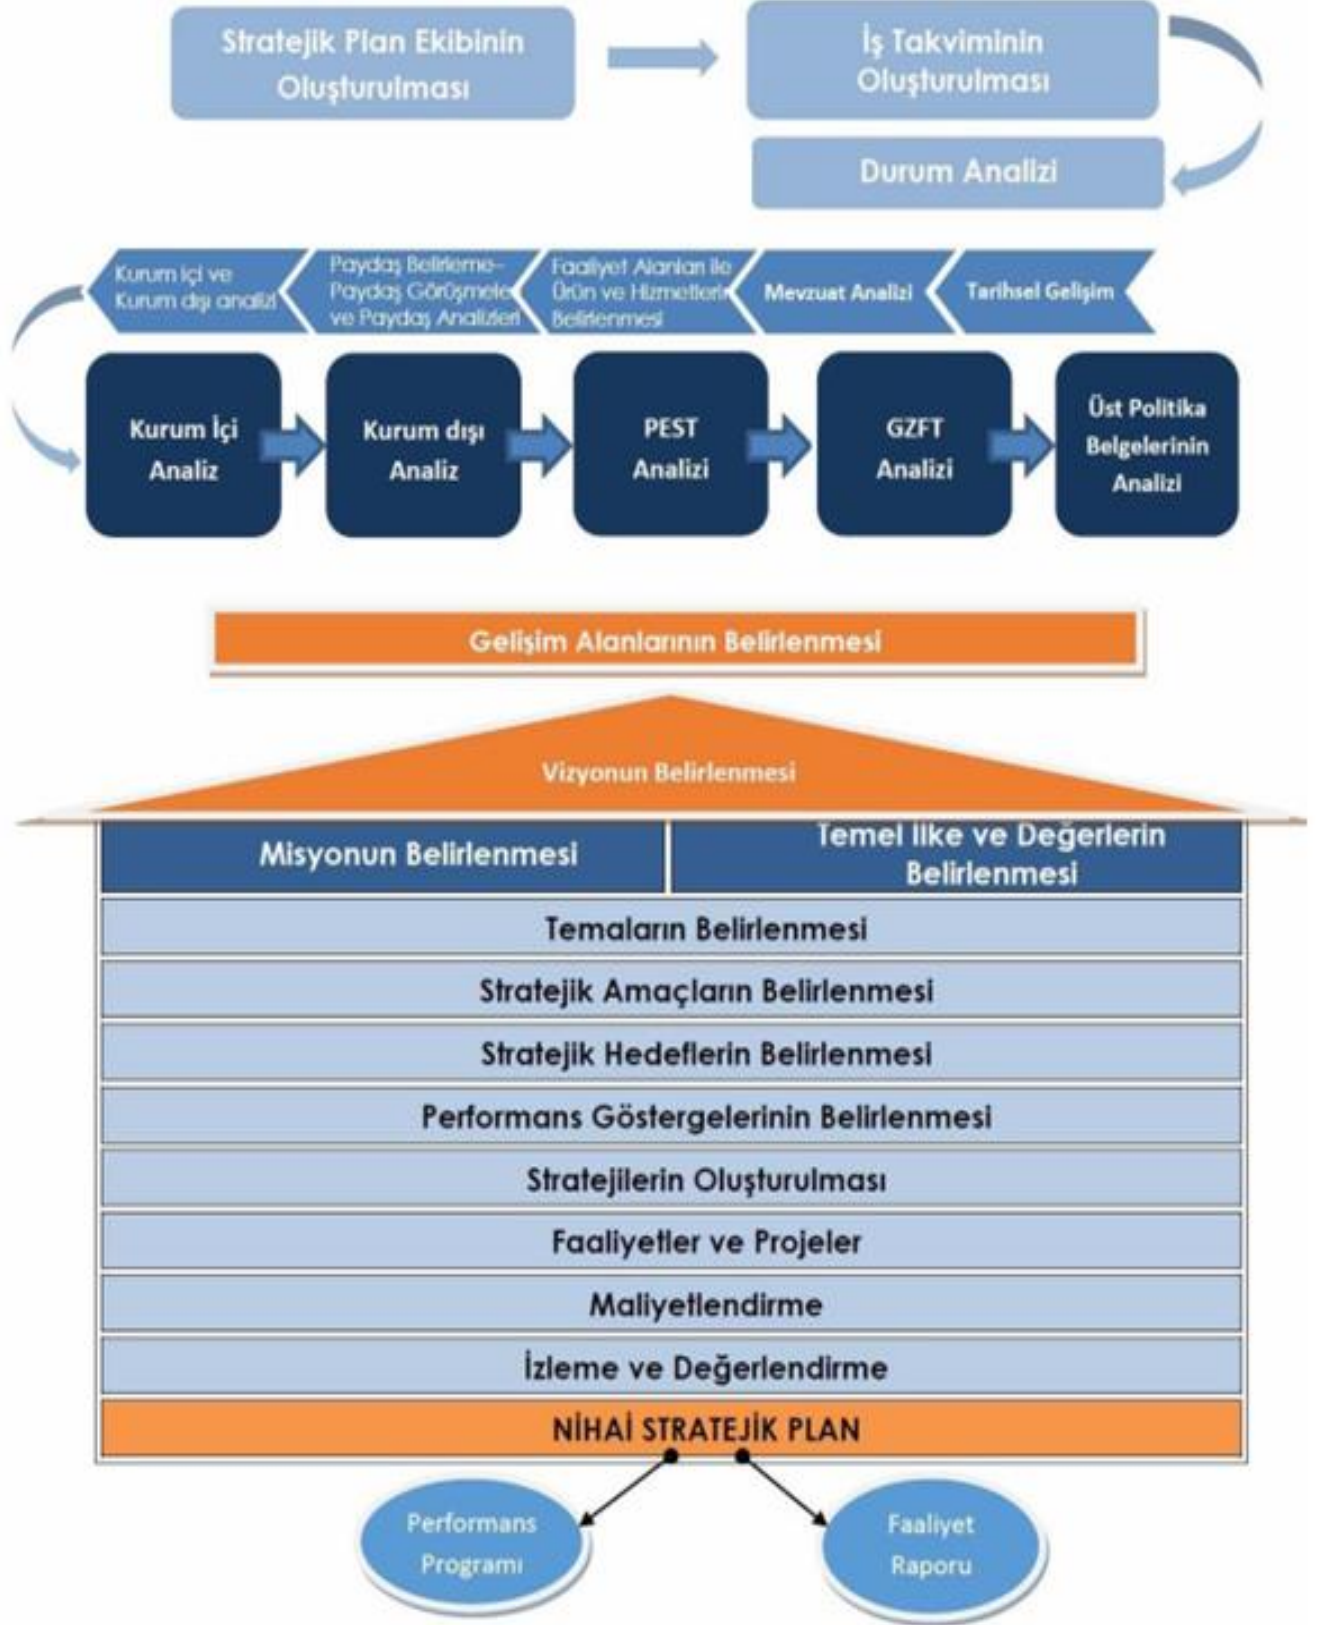 Stratejik Plan Ekibinin
Oluşturulması
İş Takviminin
Oluşturulması
Durum Analizi
Kurum içi ve
Kurum dışı analizi
Paydaş Belirleme-
Paydaş Görüşmele
ve Paydaş Analizleri
Faaliyet Alanları ile
Ürün ve Hizmetleri
Belirlenmesi
Mevzuat Analizi
Tarihsel Gelişim
Kurum İçi
Analiz
Kurum dışı
Analiz
PEST
Analizi
GZFT
Analizi
Üst Politika
Belgelerinin
Analizi
Gelişim Alanlarının Belirlenmesi
Vizyonun Belirlenmesi
Misyonun Belirlenmesi
Temel İlke ve Değerlerin
Belirlenmesi
Temaların Belirlenmesi
Stratejik Amaçların Belirlenmesi
Stratejik Hedeflerin Belirlenmesi
Performans Göstergelerinin Belirlenmesi
Stratejilerin Oluşturulması
Faaliyetler ve Projeler
Maliyetlendirme
İzleme ve Değerlendirme
NİHAİ STRATEJİK PLAN
Performans
Programı
Faaliyet
Raporu